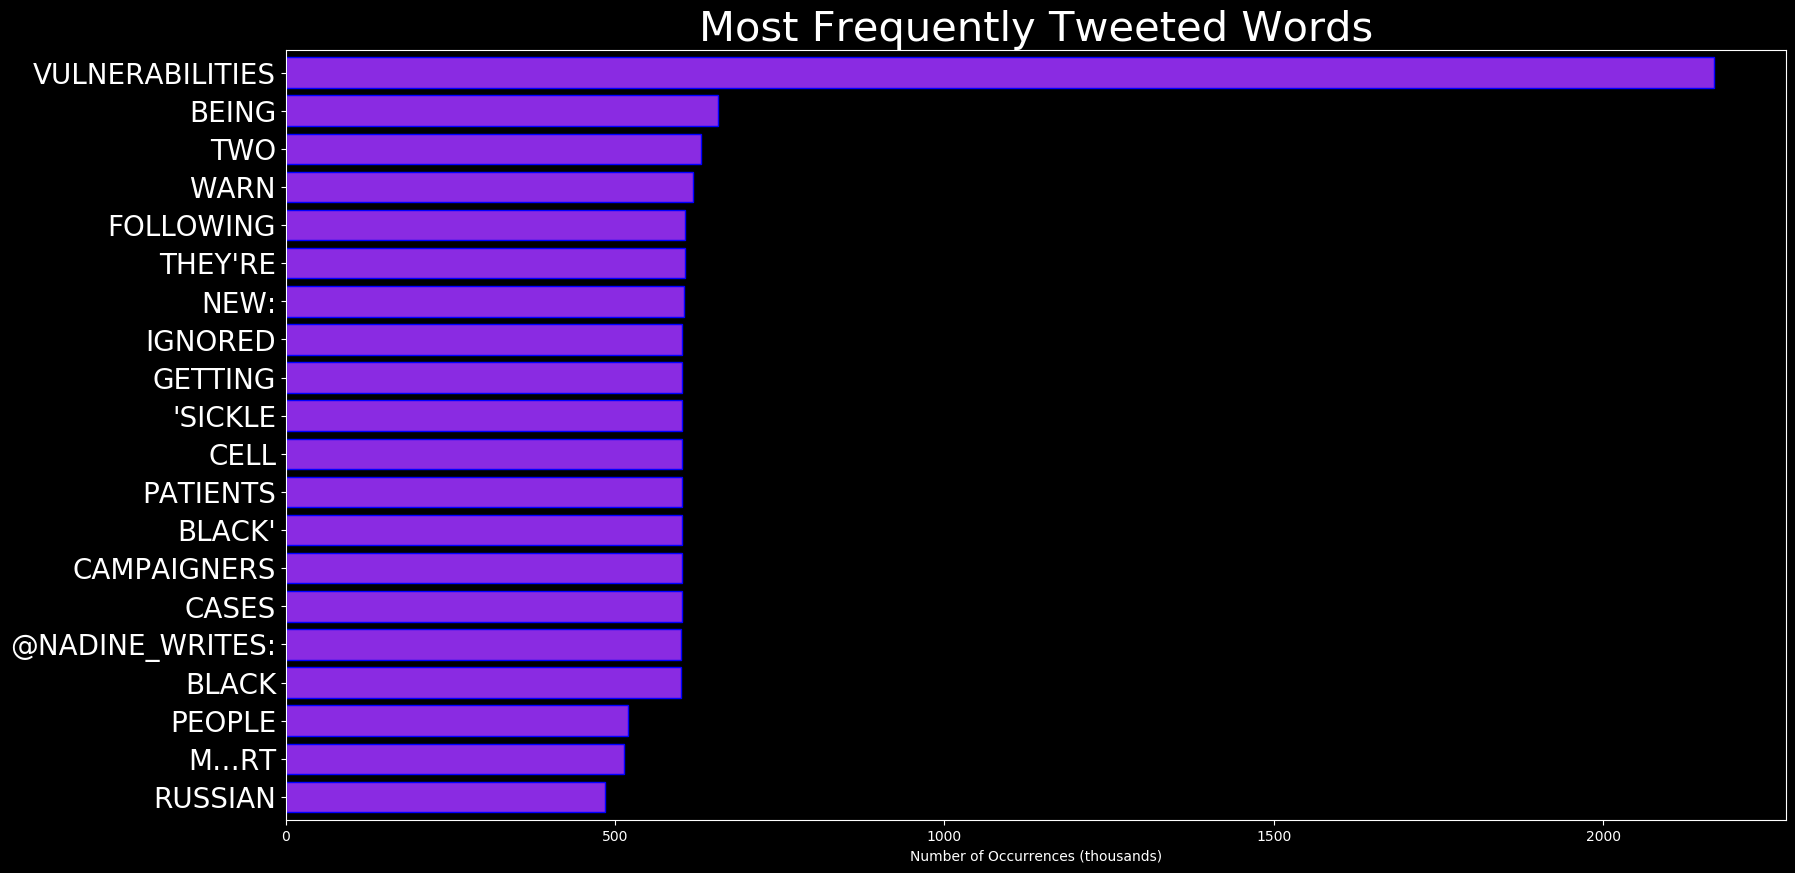 Most Frequently Tweeted Words
VULNERABILITIES
BEING
TWO
WARN
FOLLOWING
THEY'RE
NEW:
IGNORED
GETTING
'SICKLE
CELL
PATIENTS
BLACK'
CAMPAIGNERS
CASES
@NADINE_WRITES:
BLACK
PEOPLE
M…RT
RUSSIAN
0 500 1000 1500 2000
Number of Occurrences (thousands)